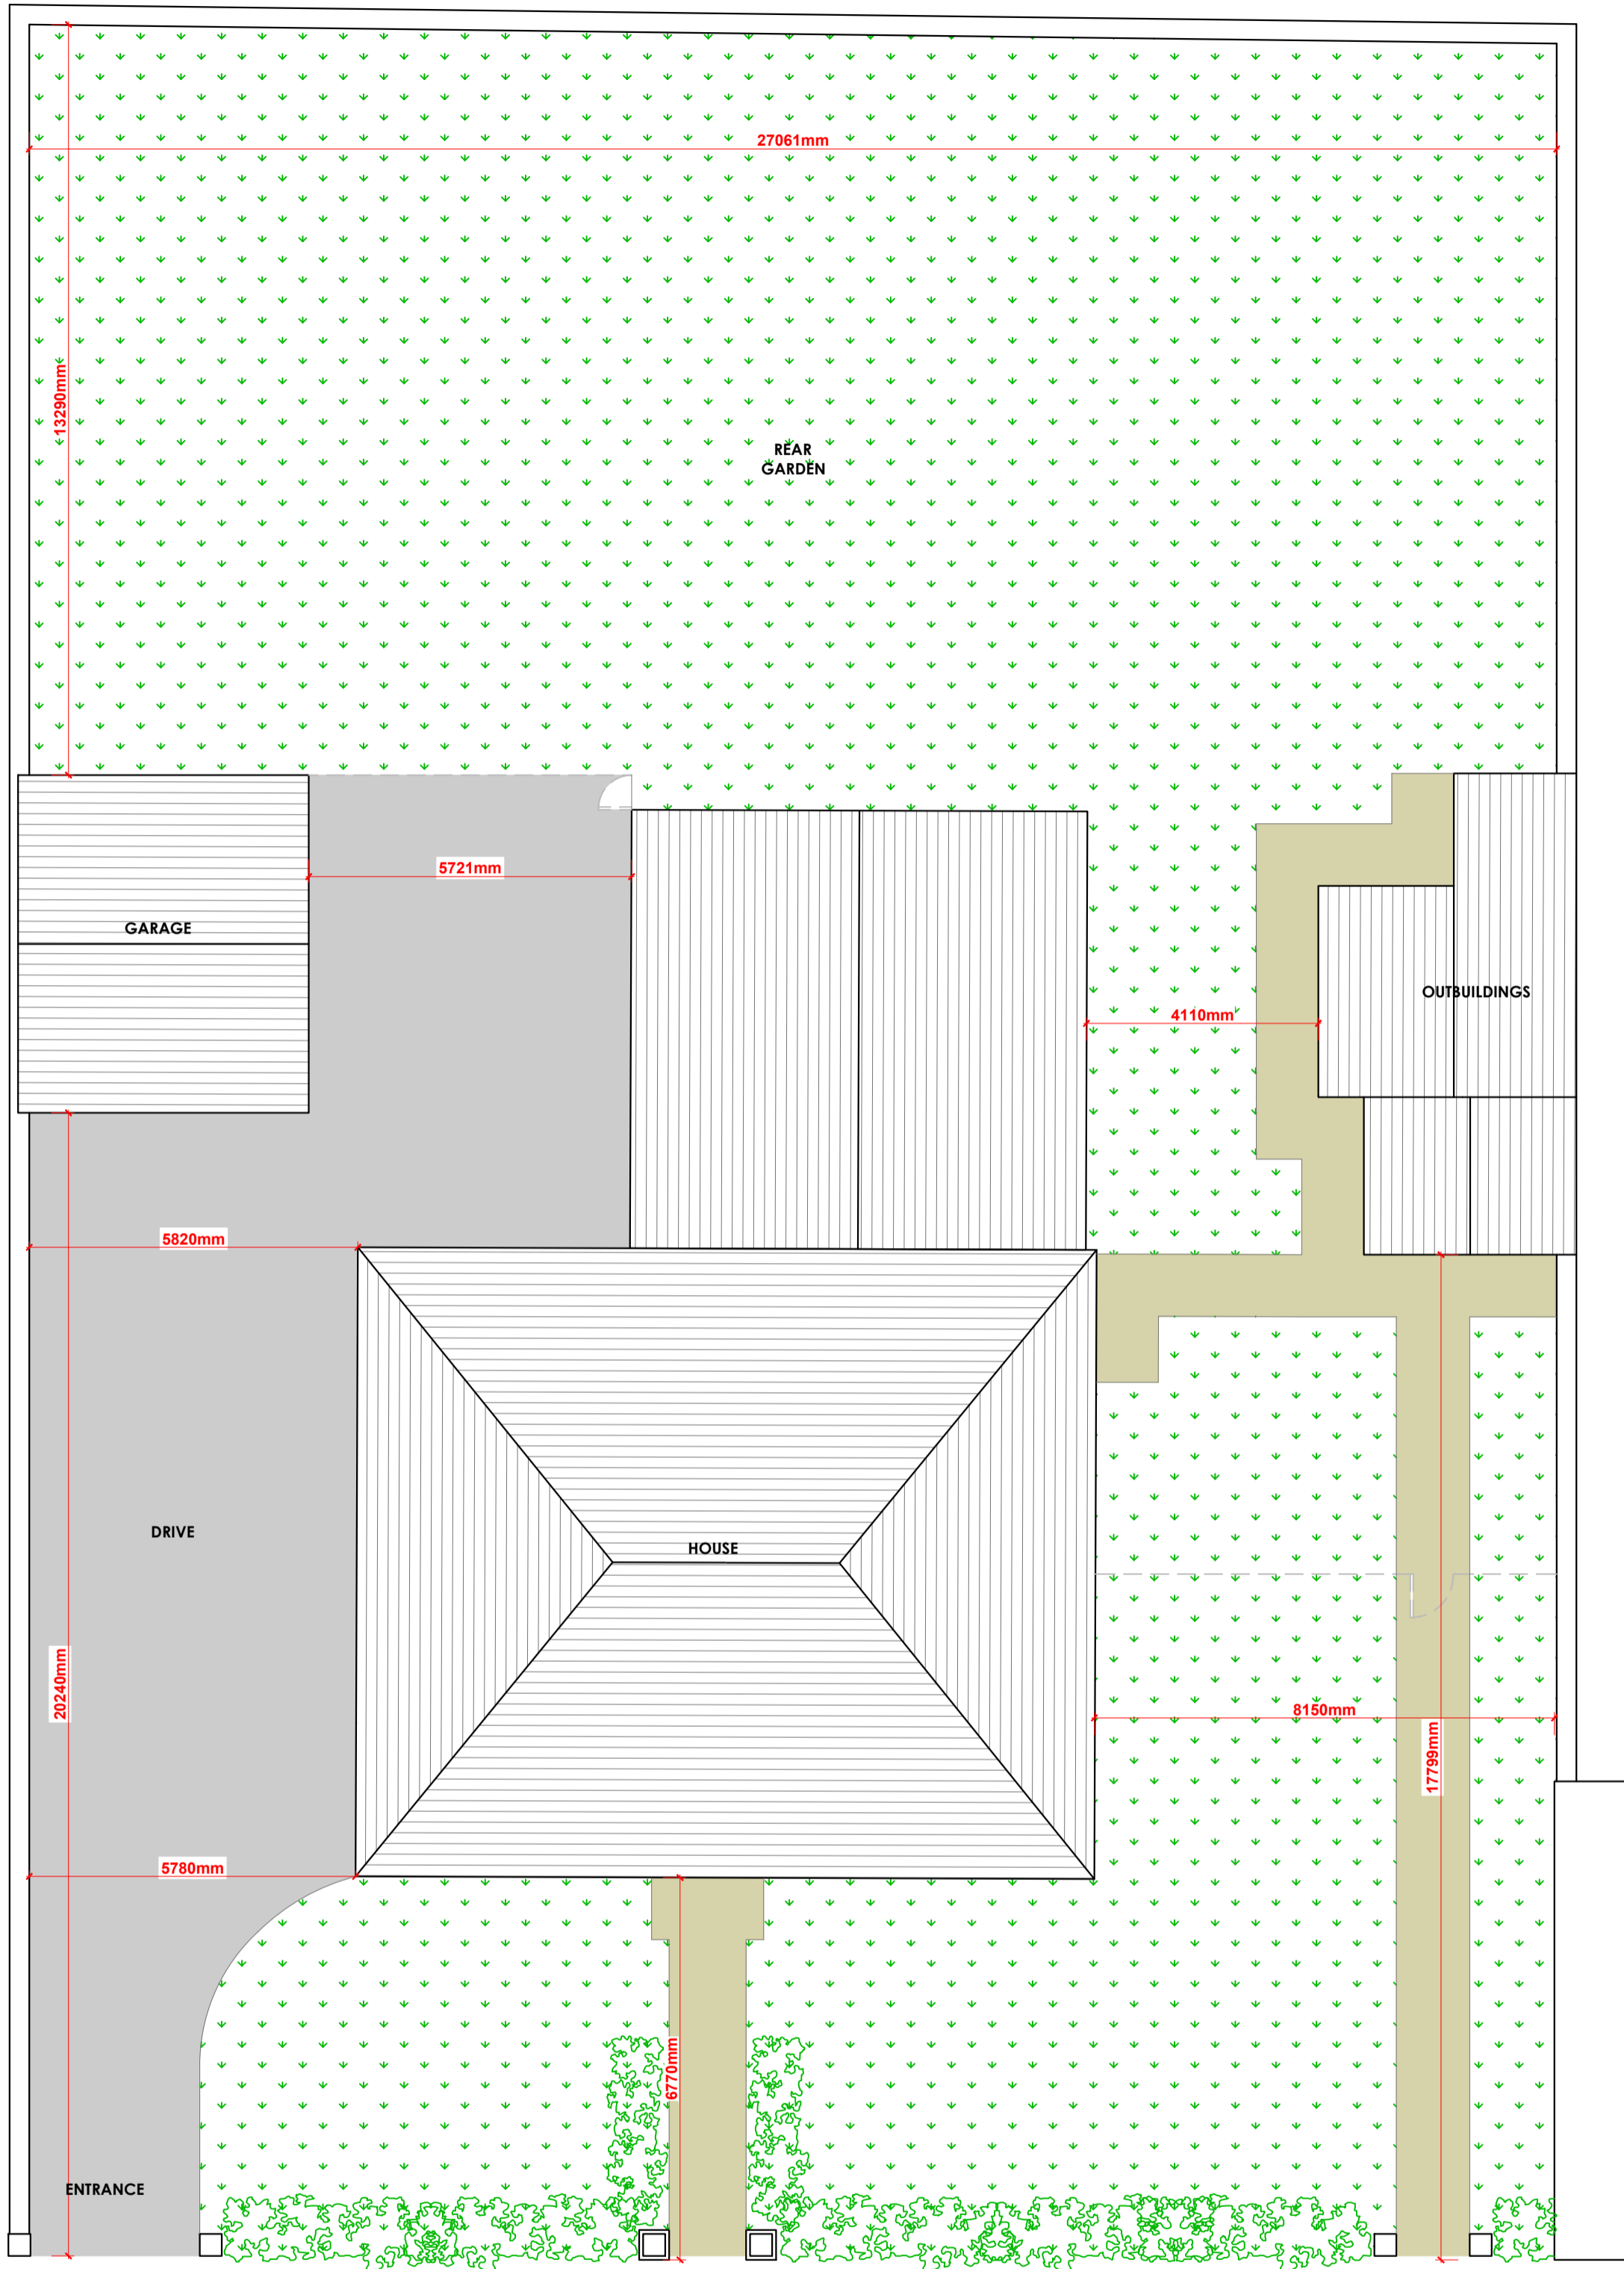 27061mm
13290mm
REAR
GARDEN
5721mm
GARAGE
OUTBUILDINGS
4110mm
5820mm
DRIVE
HOUSE
20240mm
8150mm
17799mm
5780mm
6770mm
ENTRANCE